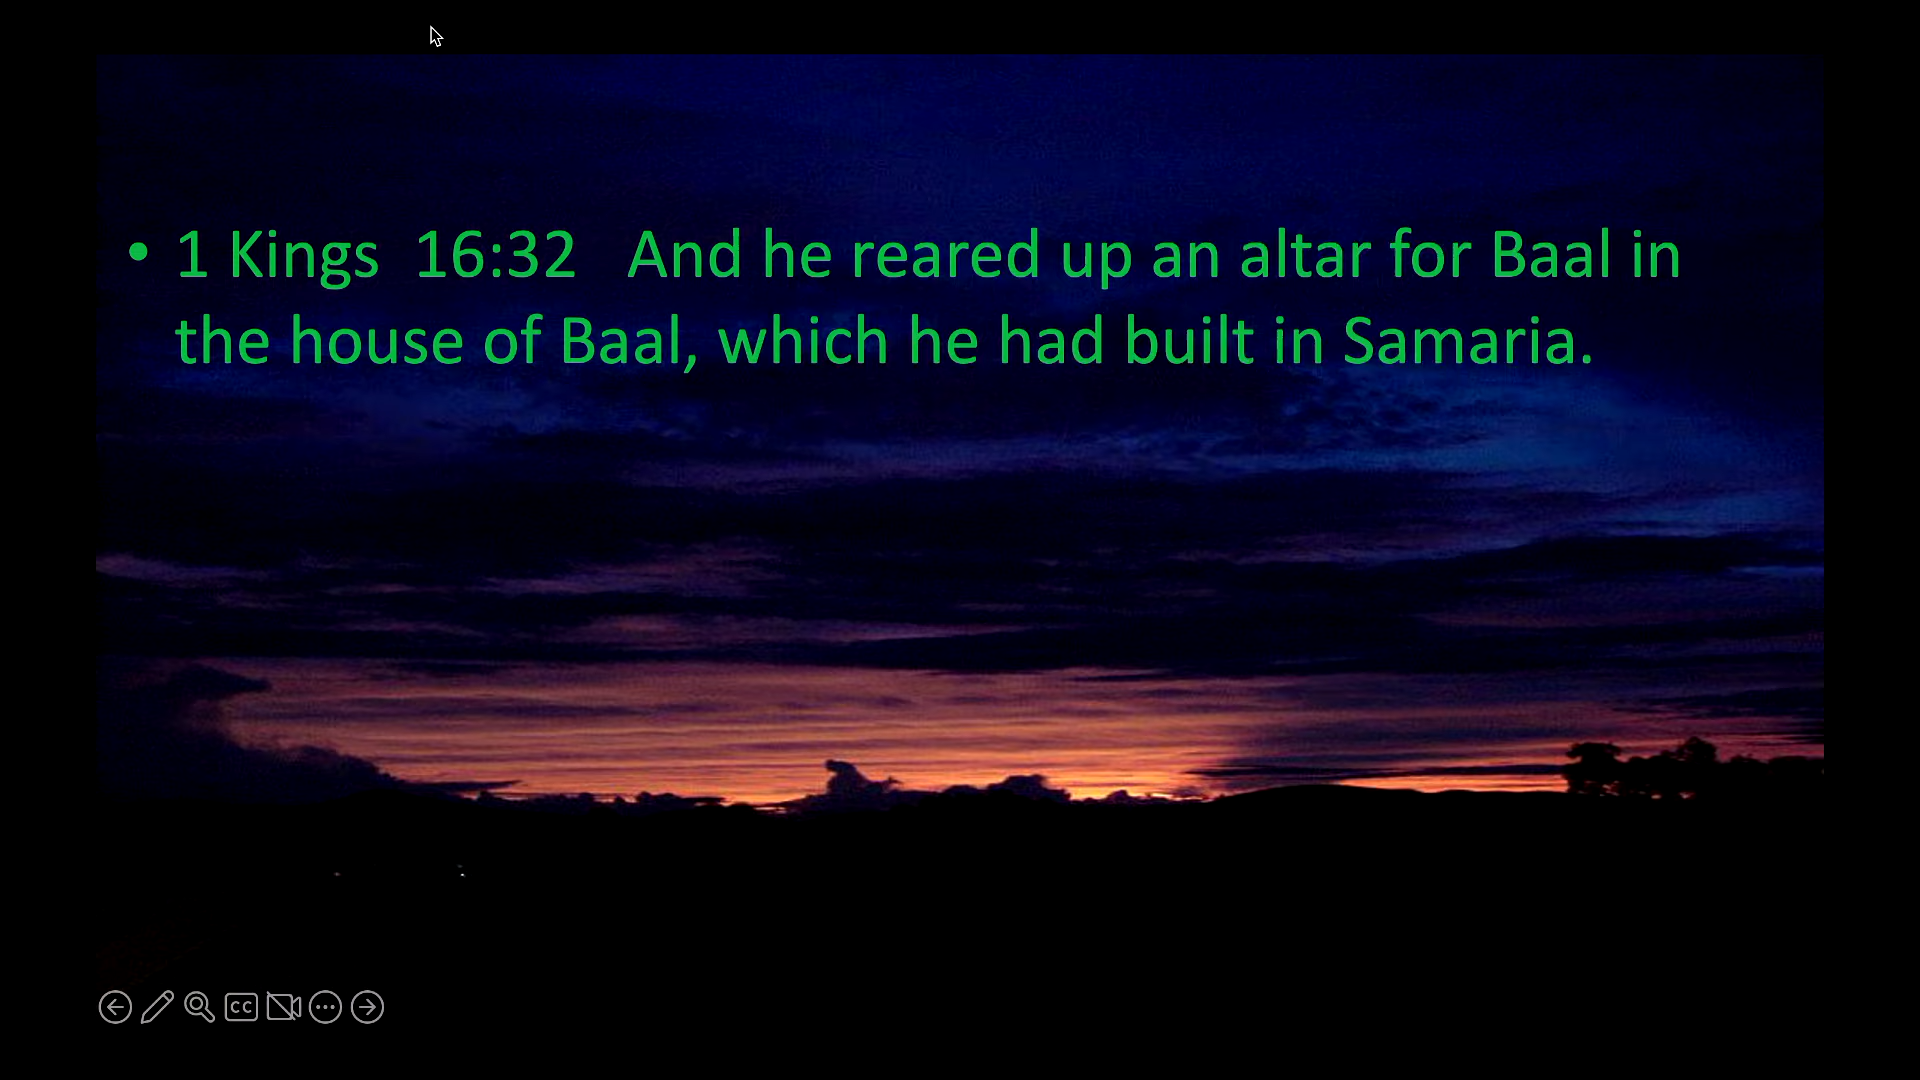 • 1 Kings  16:32   And he reared up an altar for Baal in
the house of Baal, which he had built in Samaria.
CC